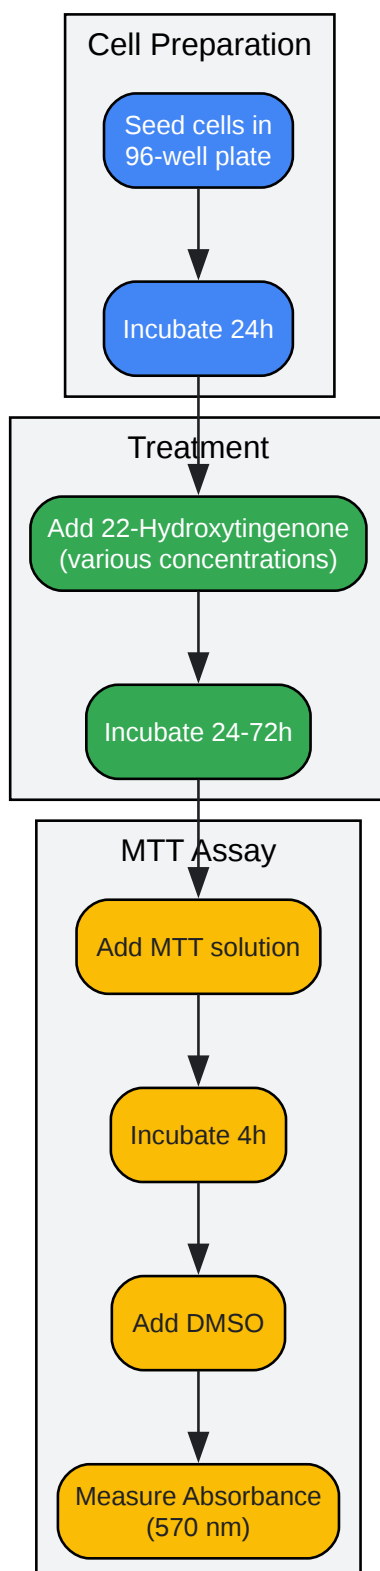 Cell Preparation
Seed cells in
96-well plate
Incubate 24h
Treatment
Add 22-Hydroxytingenone
(various concentrations)
Incubate 24-72h
MTT Assay
Add MTT solution
Incubate 4h
Add DMSO
Measure Absorbance
(570 nm)